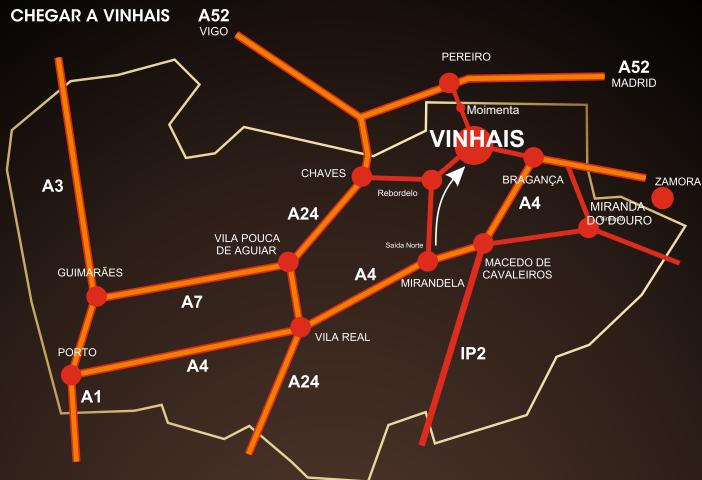 CHEGAR A VINHAIS
A52
VIGO
PEREIRO
A52
MADRID
Moimenta
VINHAIS
CHAVES
Rebordelo
BRAGANÇA
ZAMORA
A3
A24
A4
MIRANDA
DO DOURO
VILA POUCA
DE AGUIAR
Saída Norte
GUIMARÃES
A4
MIRANDELA
MACEDO DE
CAVALEIROS
A7
VILA REAL
PORTO
A4
IP2
A24
A1